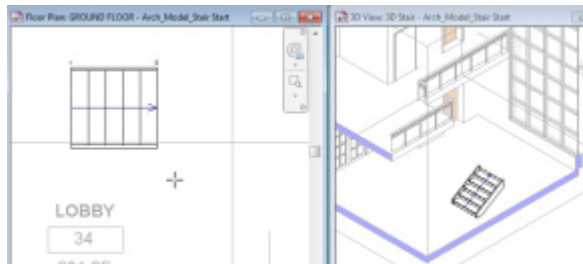 Floor Plan: GROUND FLOOR - Arch_Model_Stair Start
3D View: 3D Stair - Arch_Model_Stair Start
LOBBY
34